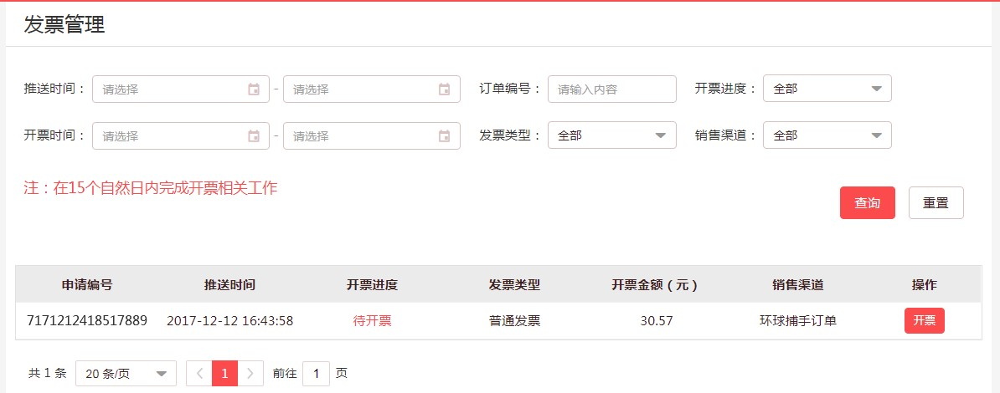 发票管理
推送时间： 请选择 - 请选择 订单编号： 请输入内容 开票进度： 全部
开票时间： 请选择 - 请选择 发票类型： 全部 销售渠道： 全部
注：在15个自然日内完成开票相关工作
查询 重置
申请编号 推送时间 开票进度 发票类型 开票金额（元） 销售渠道 操作
7171212418517889 2017-12-12 16:43:58 待开票 普通发票 30.57 环球捕手订单 开票
共 1 条 20 条/页 1 前往 1 页